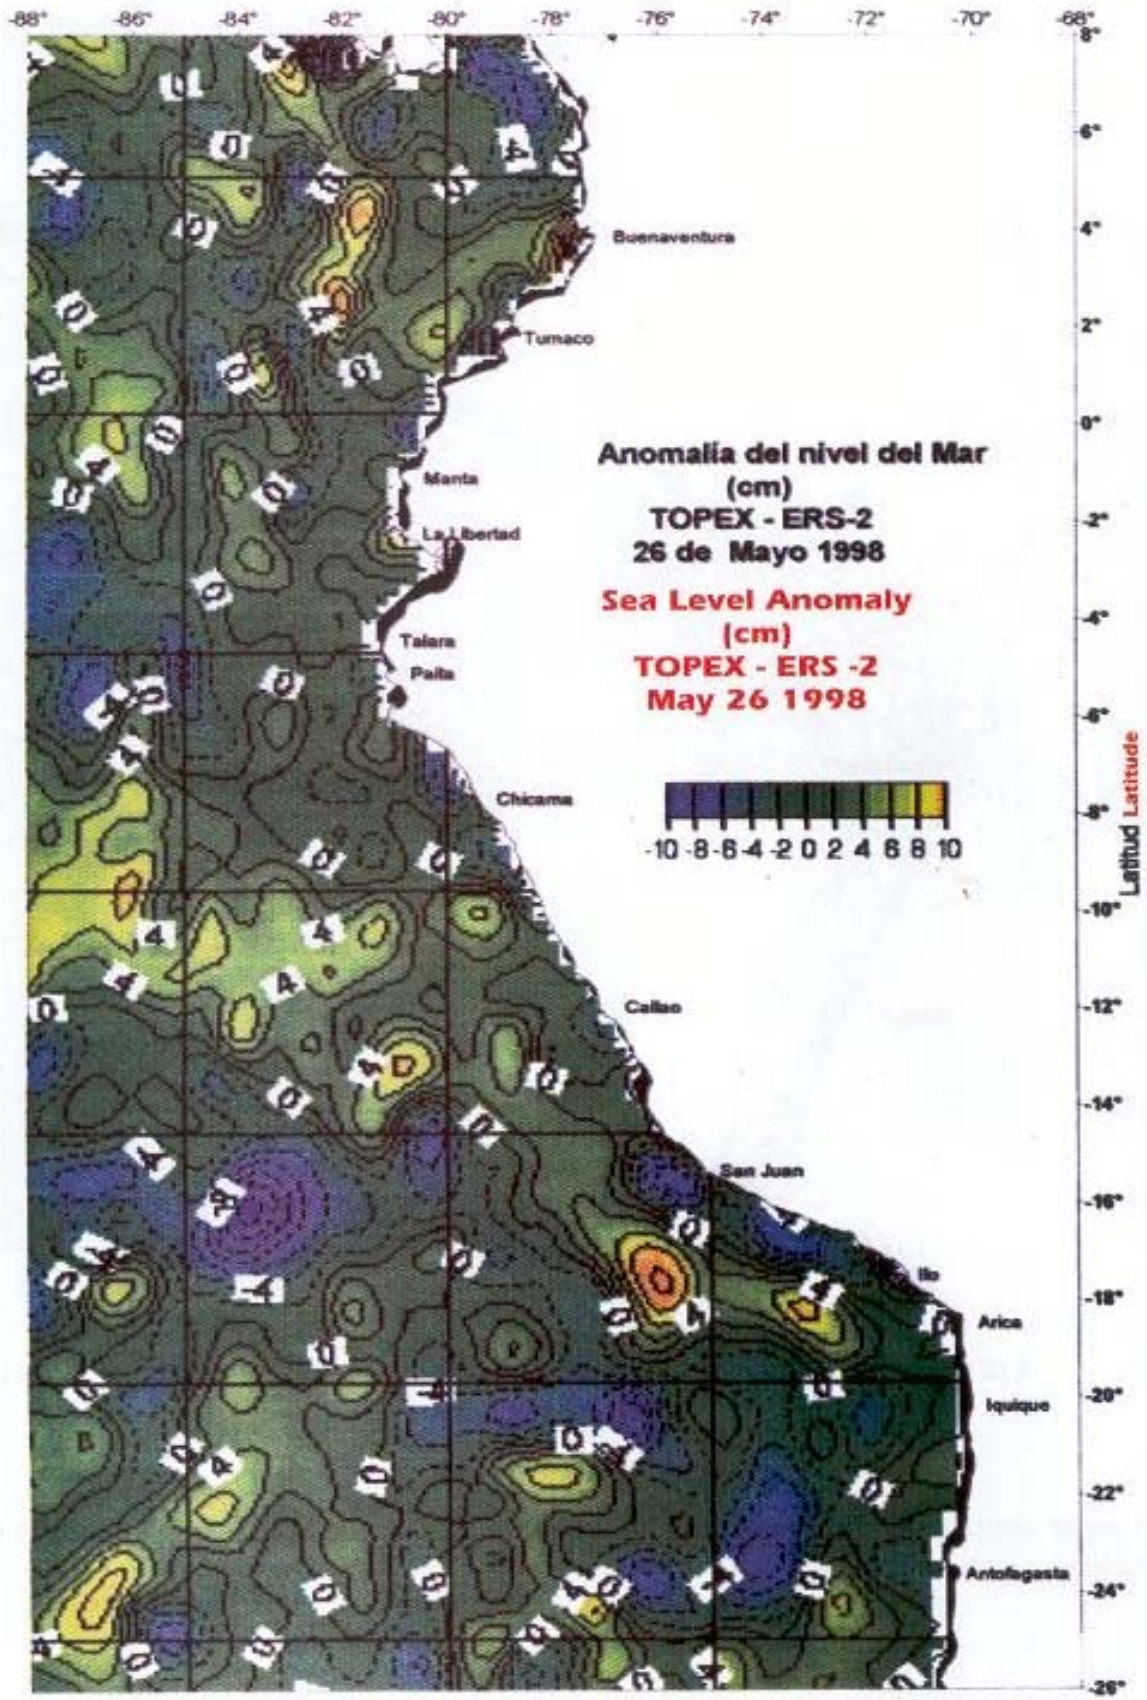 -88° -86° -84° -82° -80° -78° -76° -74° -72° -70° -68°
8°
6°
4°
Buenaventura
2°
Tumaco
0°
Anomalía del nivel del Mar
(cm)
TOPEX - ERS-2
26 de Mayo 1998
Manta
-2°
La Libertad
Sea Level Anomaly
(cm)
TOPEX - ERS -2
May 26 1998
-4°
Talara
Paita
-6°
Latitud Latitude
Chicama
-8°
-10 -8 -6 -4 -2 0 2 4 6 8 10
-10°
Callao
-12°
-14°
San Juan
-16°
Ilo
-18°
Arica
-20°
Iquique
-22°
Antofagasta
-24°
-26°